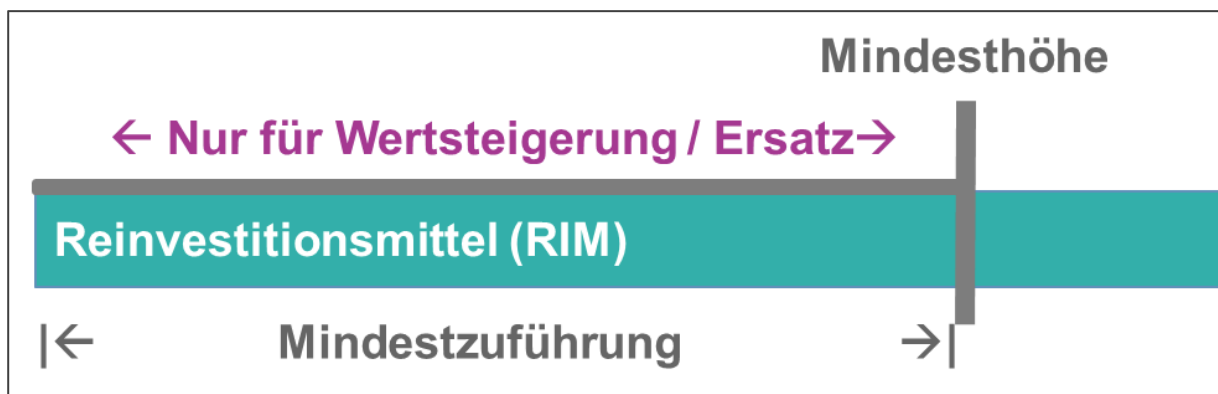 Mindesthöhe
← Nur für Wertsteigerung / Ersatz→
Reinvestitionsmittel (RIM)
|← Mindestzuführung →|